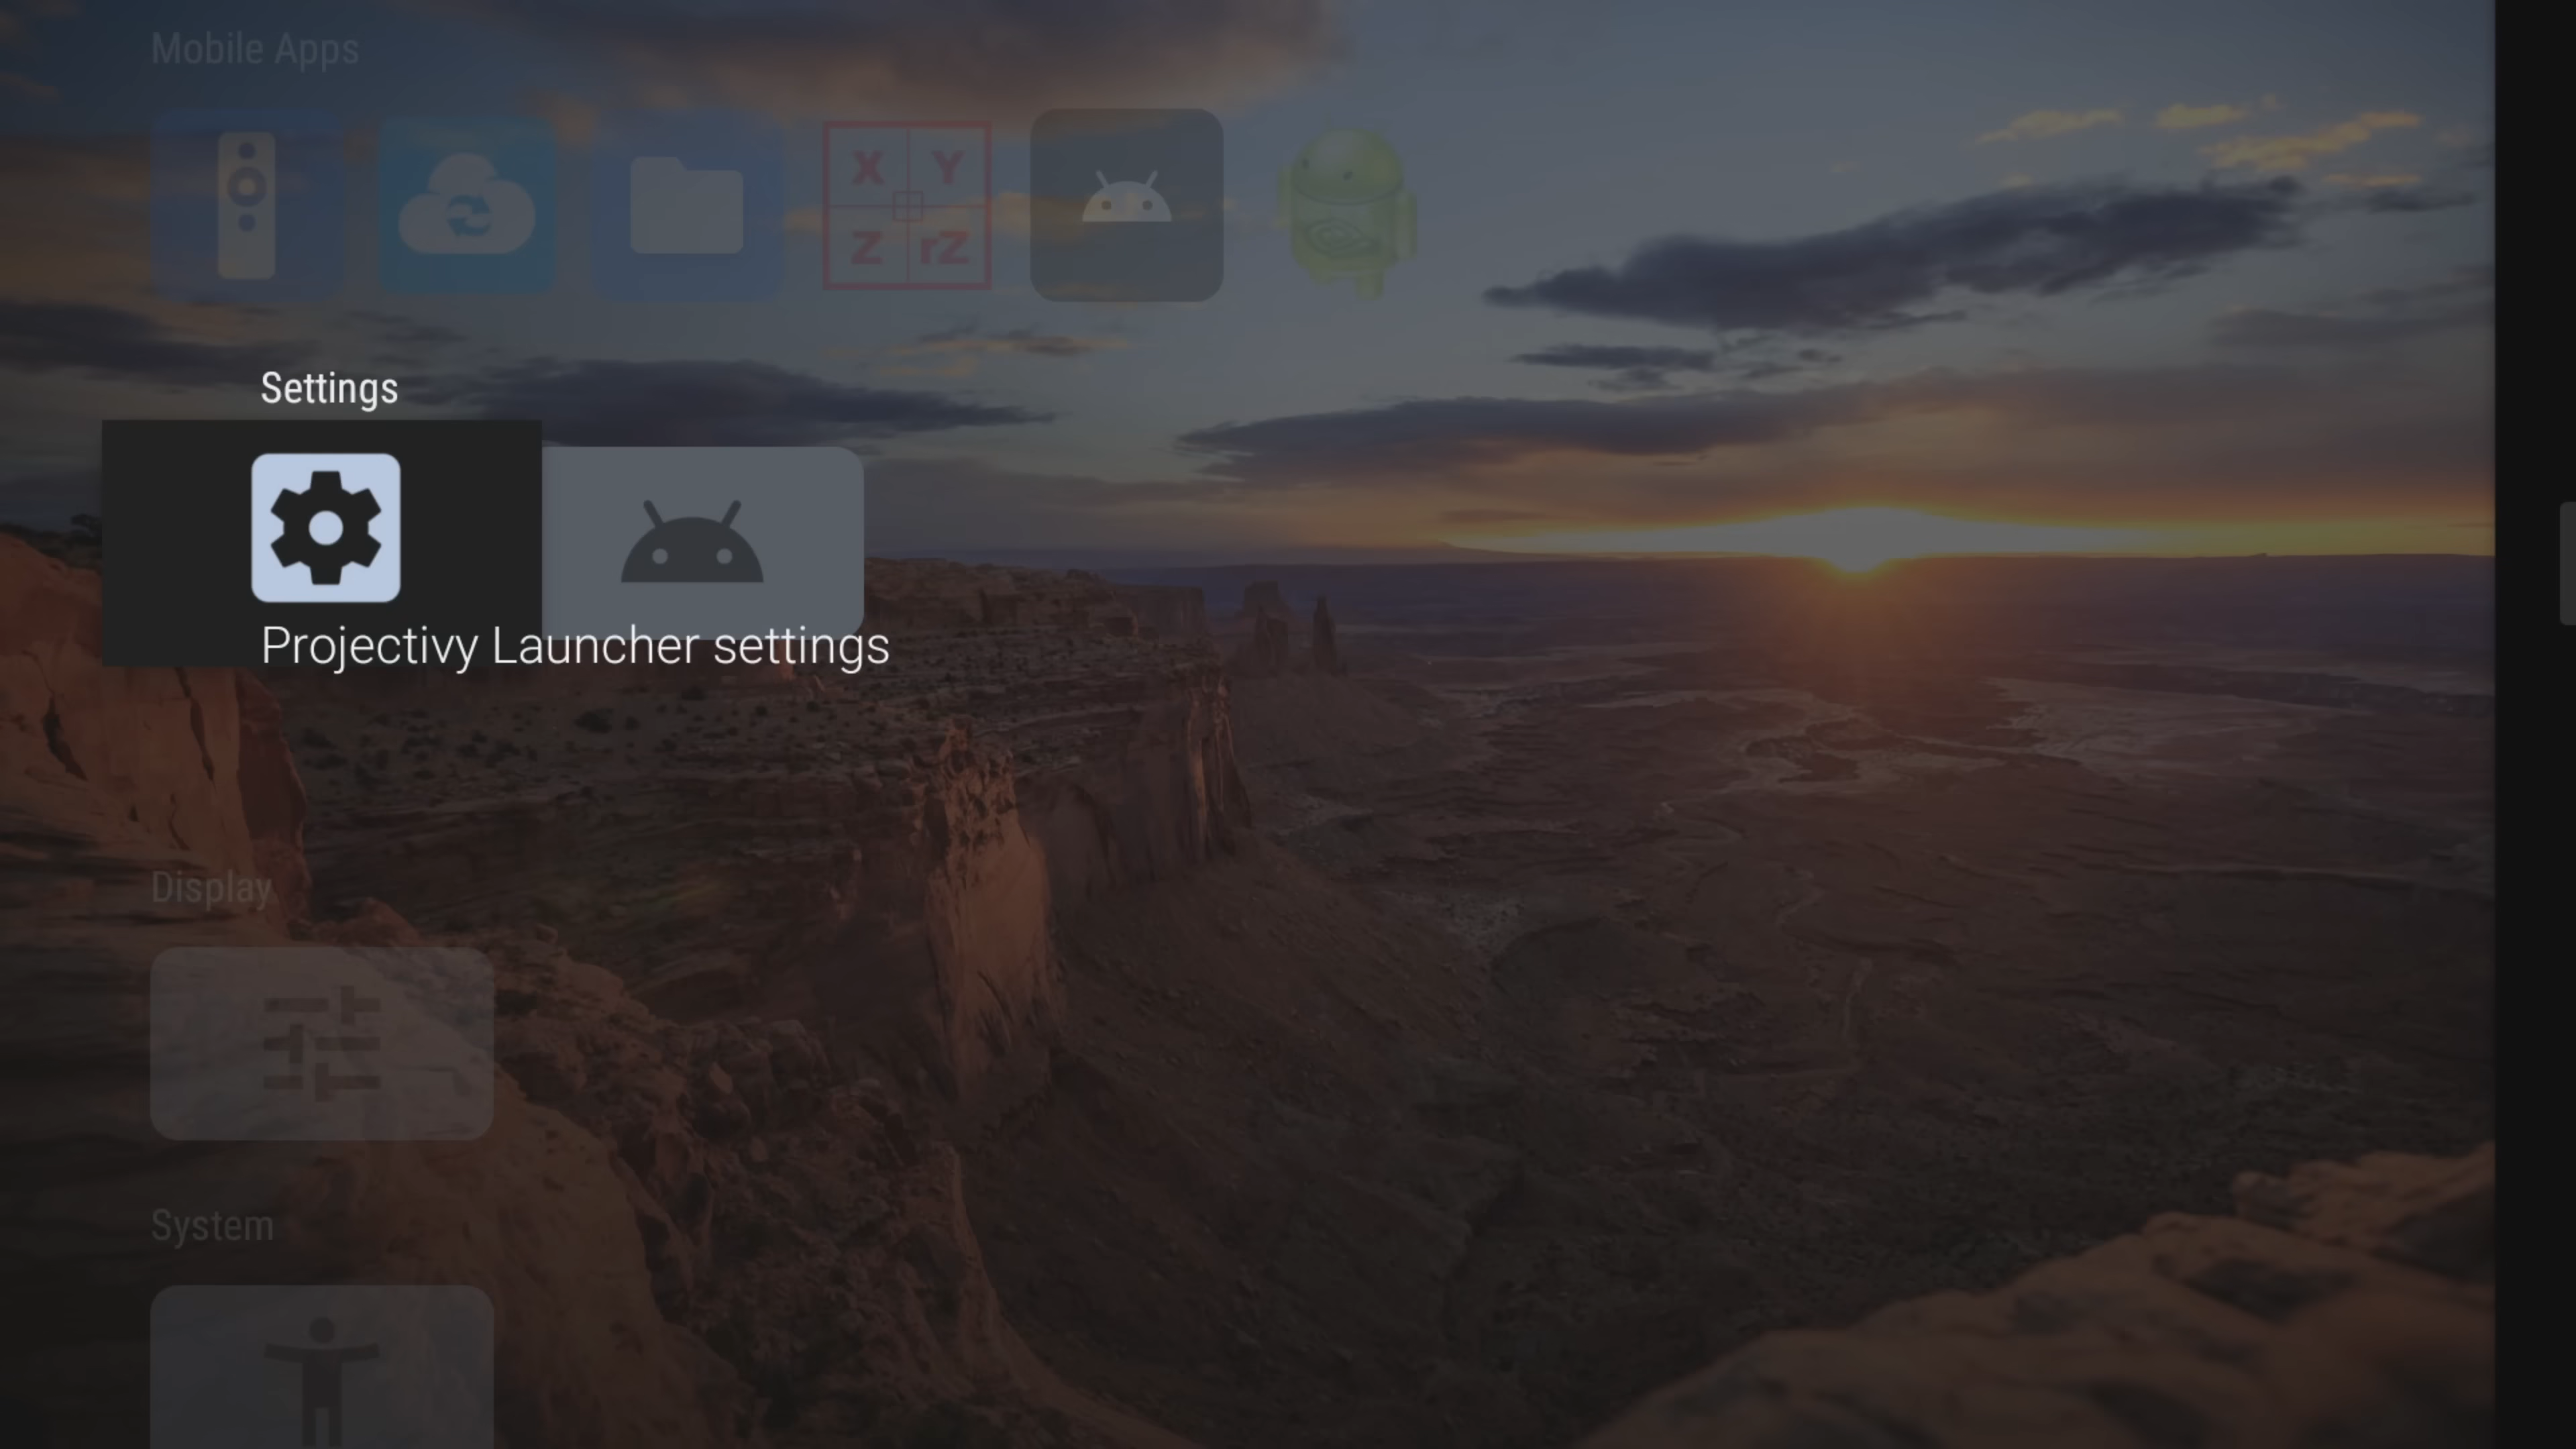 Mobile Apps
X Y
Z rZ
Settings
Projectivy Launcher settings
Display
System